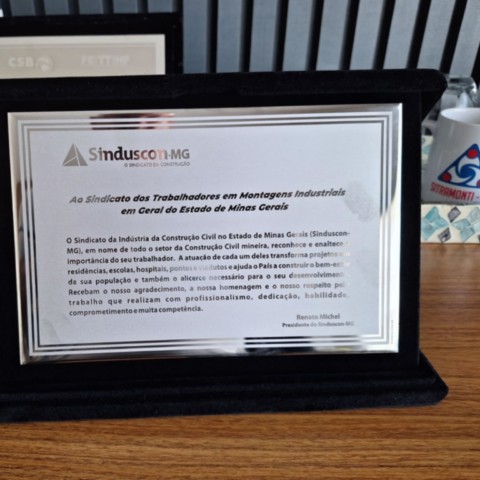 CSB
Sinduscon-MG
O SINDICATO DA CONSTRUÇÃO
Ao Sindicato dos Trabalhadores em Montagens Industriais
em Geral do Estado de Minas Gerais
O Sindicato da Indústria da Construção Civil no Estado de Minas Gerais (Sinduscon-
MG), em nome de todo o setor da Construção Civil mineira, reconhece e enaltece a
importância do seu trabalhador. A atuação de cada um deles transforma projetos em
residências, escolas, hospitais, pontes e viadutos e ajuda o País a construir o bem-estar
da sua população e também o alicerce necessário para o seu desenvolvimento.
Recebam o nosso agradecimento, a nossa homenagem e o nosso respeito pelo
trabalho que realizam com profissionalismo, dedicação, habilidade,
comprometimento e muita competência.
Renato Michel
Presidente do Sinduscon-MG
SITRAMONTI-